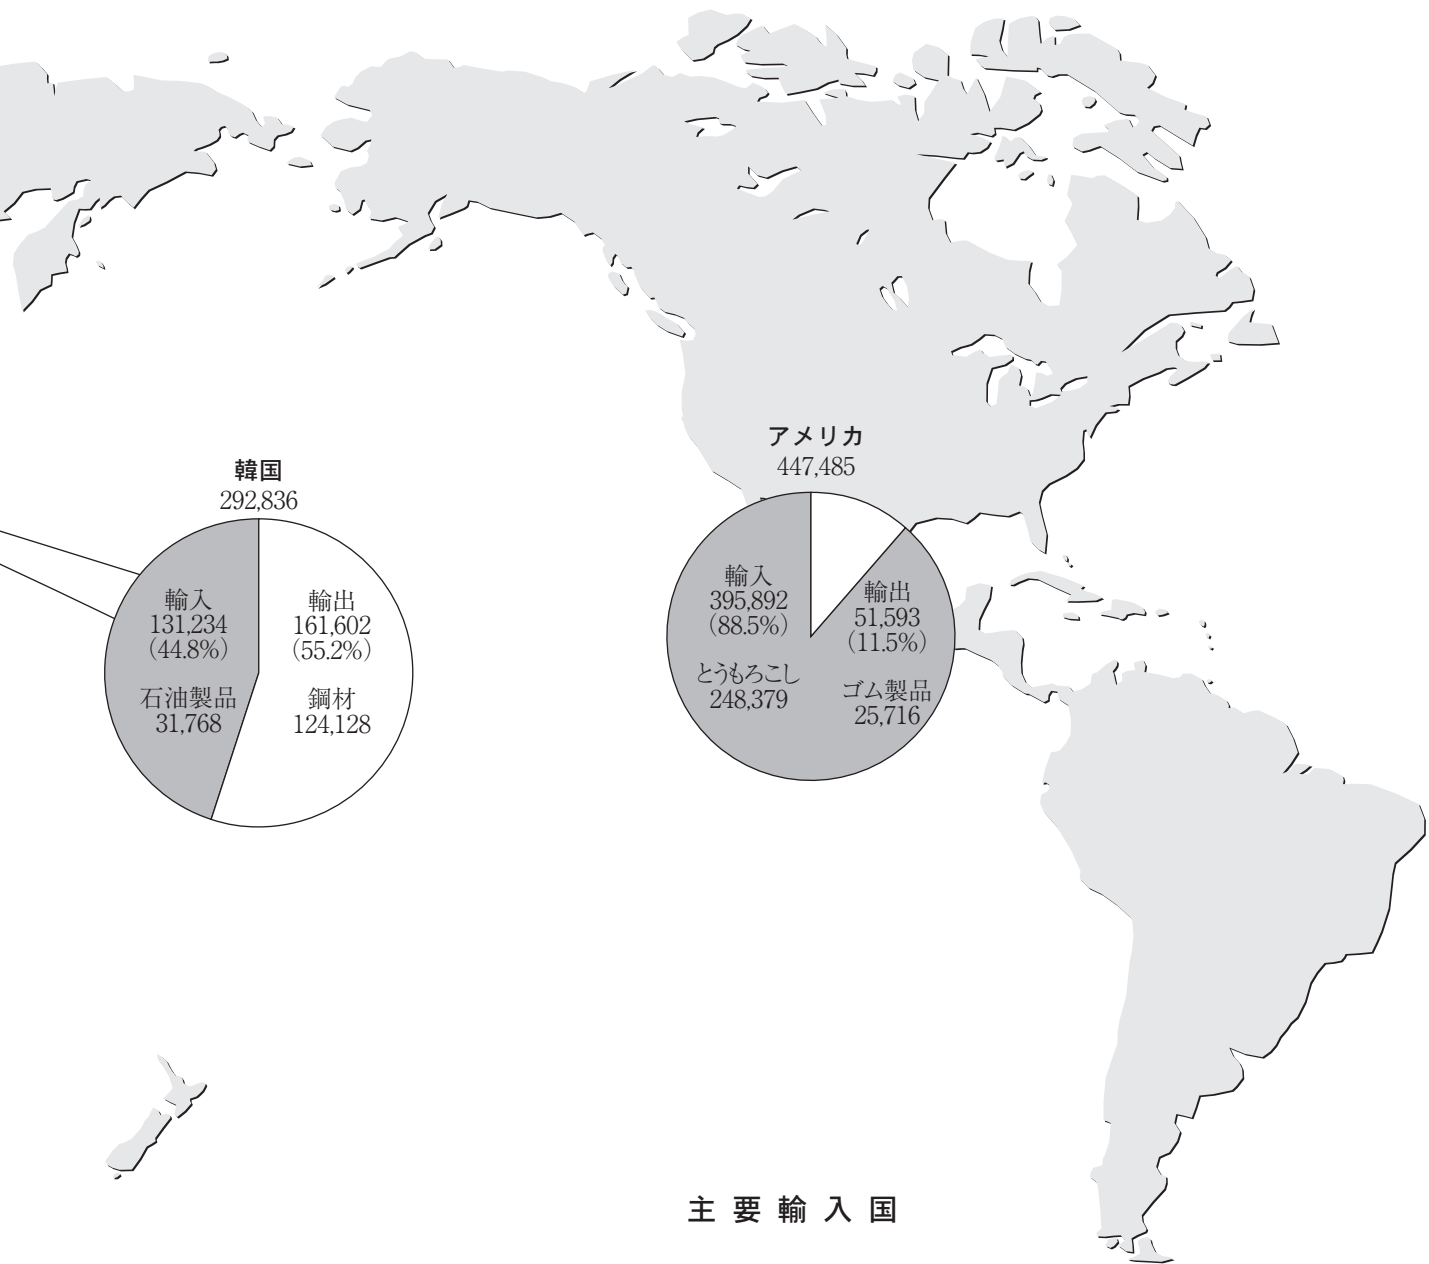 アメリカ
447,485
輸入
395,892
(88.5%)
とうもろこし
248,379
輸出
51,593
(11.5%)
ゴム製品
25,716
韓国
292,836
輸入
131,234
(44.8%)
石油製品
31,768
輸出
161,602
(55.2%)
鋼材
124,128
主要輸入国